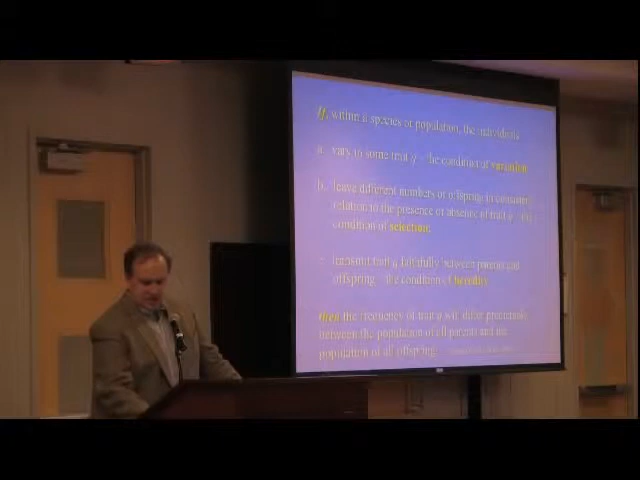 If, within a species or population, the individuals
a. vary in some trait q – the condition of variation;
b. leave different numbers of offspring in consistent
relation to the presence or absence of trait q – the
condition of selection;
transmit trait q faithfully between parents and
offspring – the condition of heredity
then the frequency of trait q will differ predictably
between the population of all parents and the
population of all offspring.